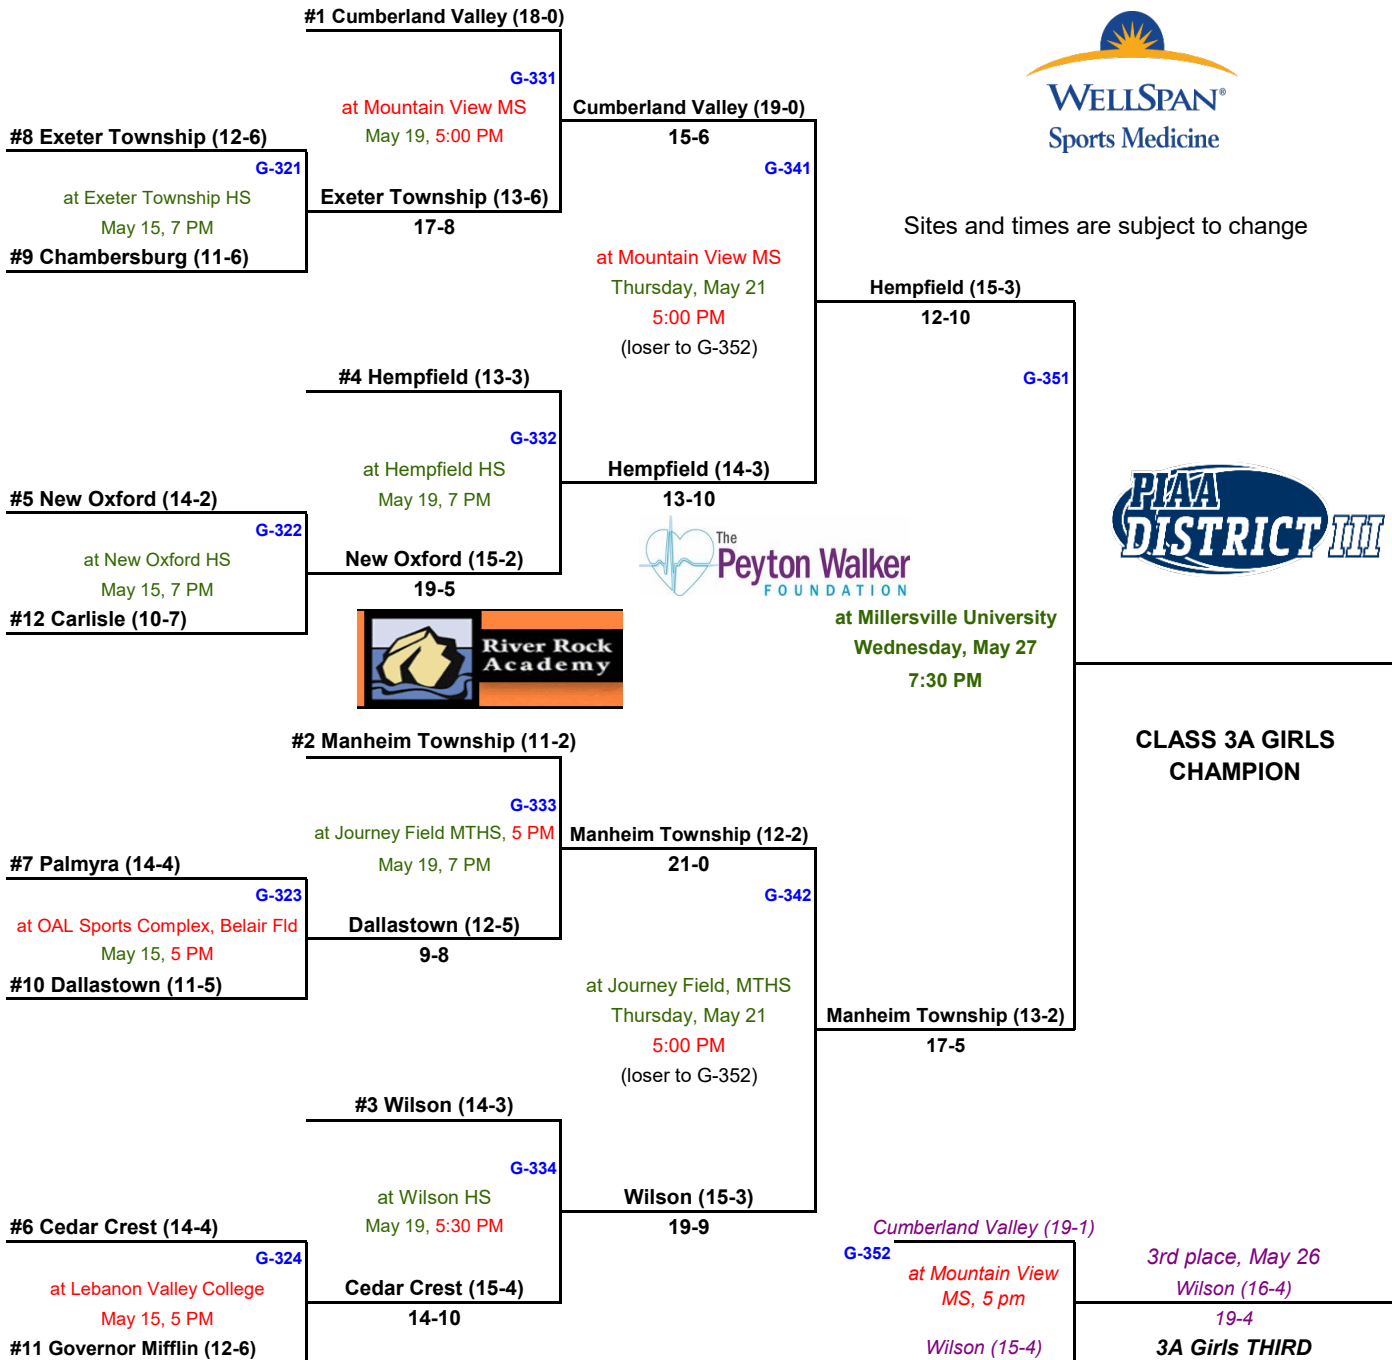 #1 Cumberland Valley (18-0)
G-331
at Mountain View MS
May 19, 5:00 PM
Cumberland Valley (19-0)
15-6
#8 Exeter Township (12-6)
G-321
at Exeter Township HS
May 15, 7 PM
#9 Chambersburg (11-6)
Exeter Township (13-6)
17-8
G-341
at Mountain View MS
Thursday, May 21
5:00 PM
(loser to G-352)
WELLSPAN®
Sports Medicine
Sites and times are subject to change
Hempfield (15-3)
12-10
#4 Hempfield (13-3)
G-332
at Hempfield HS
May 19, 7 PM
Hempfield (14-3)
13-10
#5 New Oxford (14-2)
G-322
at New Oxford HS
May 15, 7 PM
#12 Carlisle (10-7)
New Oxford (15-2)
19-5
River Rock
Academy
The
Peyton Walker
FOUNDATION
G-351
at Millersville University
Wednesday, May 27
7:30 PM
PIAA
DISTRICT III
CLASS 3A GIRLS
CHAMPION
#2 Manheim Township (11-2)
G-333
at Journey Field MTHS, 5 PM
May 19, 7 PM
Manheim Township (12-2)
21-0
#7 Palmyra (14-4)
G-323
at OAL Sports Complex, Belair Fld
May 15, 5 PM
#10 Dallastown (11-5)
Dallastown (12-5)
9-8
G-342
at Journey Field, MTHS
Thursday, May 21
5:00 PM
(loser to G-352)
Manheim Township (13-2)
17-5
#3 Wilson (14-3)
G-334
at Wilson HS
May 19, 5:30 PM
Wilson (15-3)
19-9
#6 Cedar Crest (14-4)
G-324
at Lebanon Valley College
May 15, 5 PM
#11 Governor Mifflin (12-6)
Cedar Crest (15-4)
14-10
Cumberland Valley (19-1)
G-352
at Mountain View
MS, 5 pm
Wilson (15-4)
3rd place, May 26
Wilson (16-4)
19-4
3A Girls THIRD